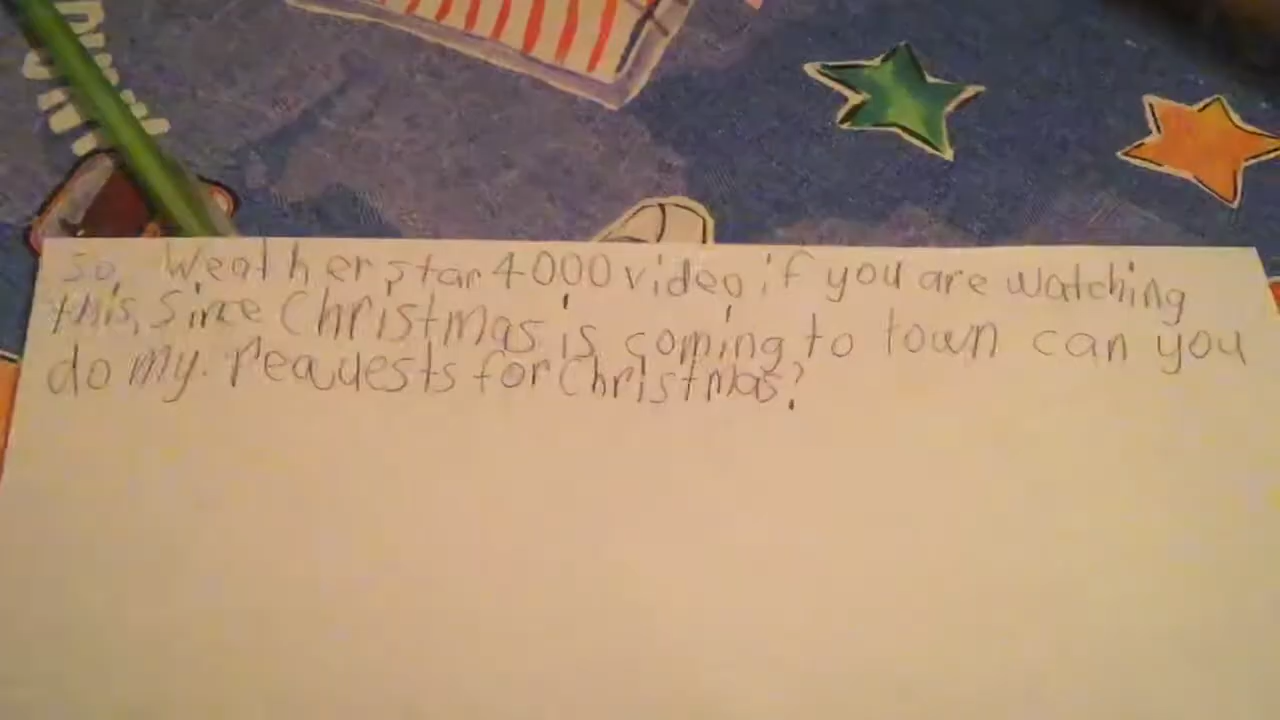 So, Weatherstar 4000 video, if you are watching
this, Since Christmas is coming to town can you
do my. reauests for Christmas?